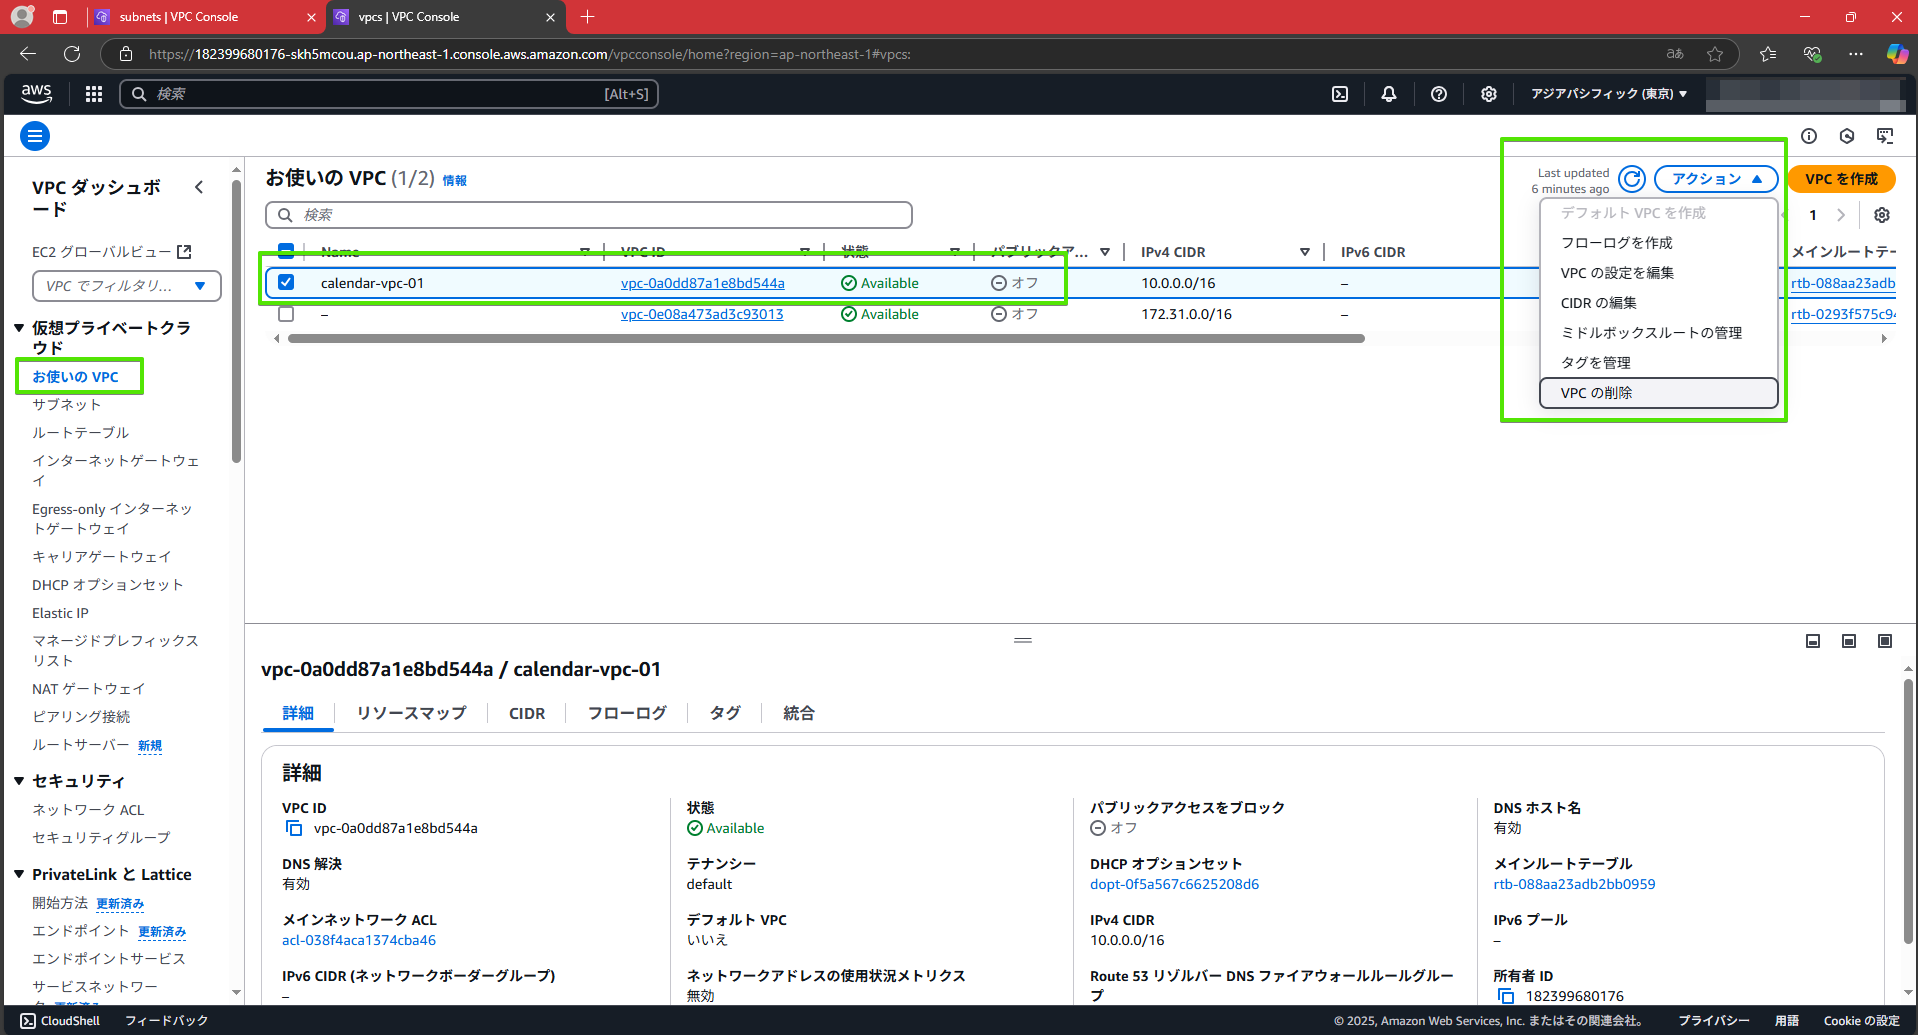 subnets | VPC Console
vpcs | VPC Console
https://182399680176-skh5mcou.ap-northeast-1.console.aws.amazon.com/vpcconsole/home?region=ap-northeast-1#vpcs:
aあ
aws
検索
[Alt+S]
アジアパシフィック (東京)
VPC ダッシュボ
ード
EC2 グローバルビュー
VPC でフィルタリ...
仮想プライベートクラ
ウド
お使いの VPC
サブネット
ルートテーブル
インターネットゲートウェ
イ
Egress-only インターネッ
トゲートウェイ
キャリアゲートウェイ
DHCP オプションセット
Elastic IP
マネージドプレフィックス
リスト
NAT ゲートウェイ
ピアリング接続
ルートサーバー 新規
セキュリティ
ネットワーク ACL
セキュリティグループ
PrivateLink と Lattice
開始方法 更新済み
エンドポイント 更新済み
エンドポイントサービス
サービスネットワー
ク 更新済み
お使いの VPC (1/2) 情報
Last updated
6 minutes ago
アクション
VPC を作成
検索
1
デフォルト VPC を作成
フローログを作成
VPC の設定を編集
CIDR の編集
ミドルボックスルートの管理
タグを管理
VPC の削除
Name VPC ID 状態 パブリックア... IPv4 CIDR IPv6 CIDR メインルートテー
calendar-vpc-01 vpc-0a0dd87a1e8bd544a Available オフ 10.0.0.0/16 – rtb-088aa23adb
– vpc-0e08a473ad3c93013 Available オフ 172.31.0.0/16 – rtb-0293f575c94
vpc-0a0dd87a1e8bd544a / calendar-vpc-01
詳細 リソースマップ CIDR フローログ タグ 統合
詳細
VPC ID
vpc-0a0dd87a1e8bd544a
状態
Available
パブリックアクセスをブロック
オフ
DNS ホスト名
有効
DNS 解決
有効
テナンシー
default
DHCP オプションセット
dopt-0f5a567c6625208d6
メインルートテーブル
rtb-088aa23adb2bb0959
メインネットワーク ACL
acl-038f4aca1374cba46
デフォルト VPC
いいえ
IPv4 CIDR
10.0.0.0/16
IPv6 プール
–
IPv6 CIDR (ネットワークボーダーグループ)
–
ネットワークアドレスの使用状況メトリクス
無効
Route 53 リゾルバー DNS ファイアウォールルールグルー
プ
所有者 ID
182399680176
CloudShell
フィードバック
© 2025, Amazon Web Services, Inc. またはその関連会社。
プライバシー
用語
Cookie の設定